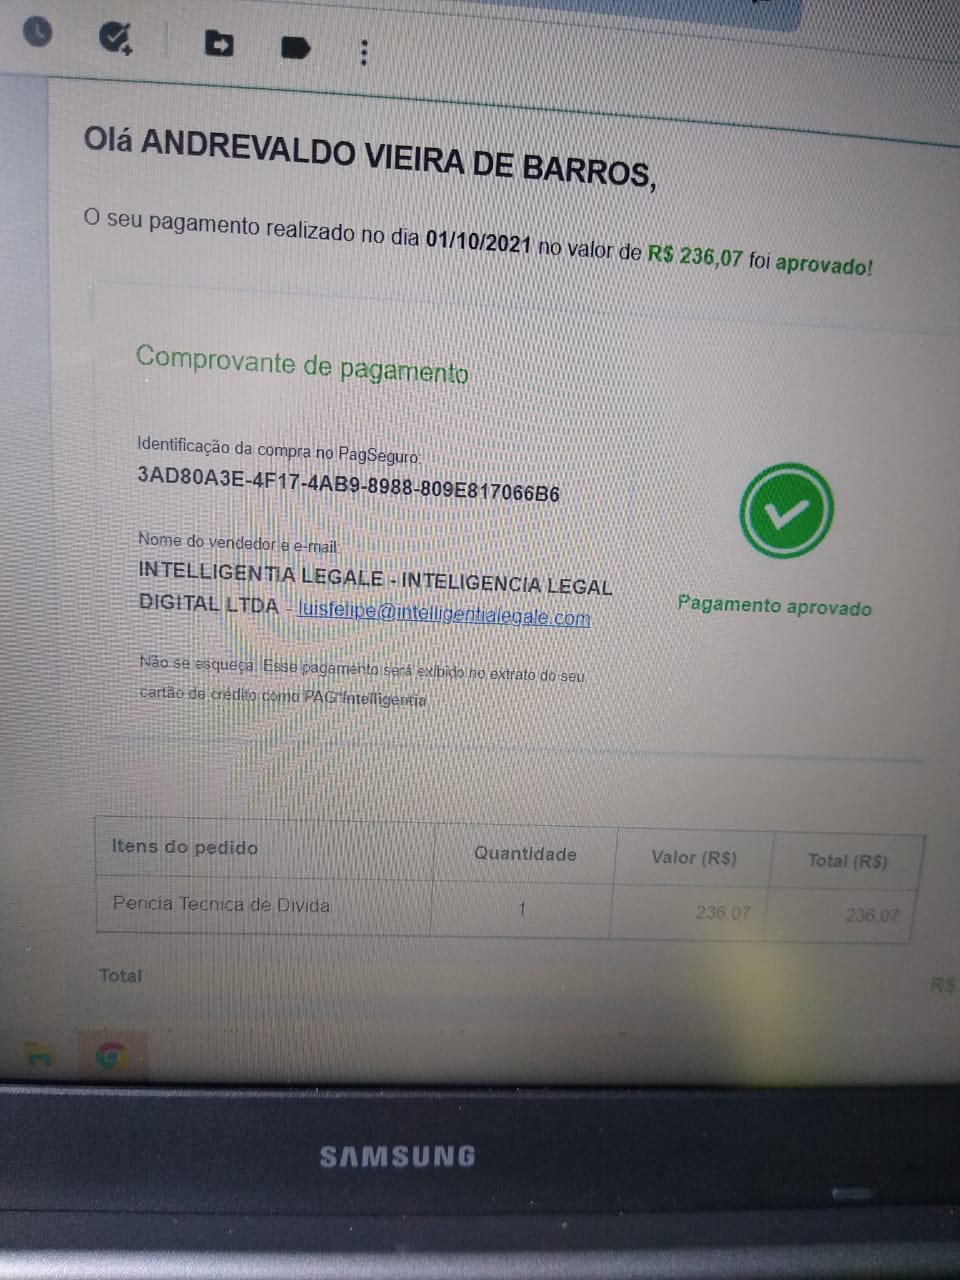 Olá ANDREVALDO VIEIRA DE BARROS,
O seu pagamento realizado no dia 01/10/2021 no valor de R$ 236,07 foi aprovado!
Comprovante de pagamento
Identificação da compra no PagSeguro:
3AD80A3E-4F17-4AB9-8988-809E817066B6
Nome do vendedor e e-mail:
INTELLIGENTIA LEGALE - INTELIGENCIA LEGAL
DIGITAL LTDA - luisfelipe@intelligentialegale.com
Pagamento aprovado
Não se esqueça: Esse pagamento será exibido no extrato do seu
cartão de crédito como PAG*Intelligentia
Itens do pedido Quantidade Valor (R$) Total (R$)
Pericia Tecnica de Divida 1 236,07 236,07
Total R$
SAMSUNG